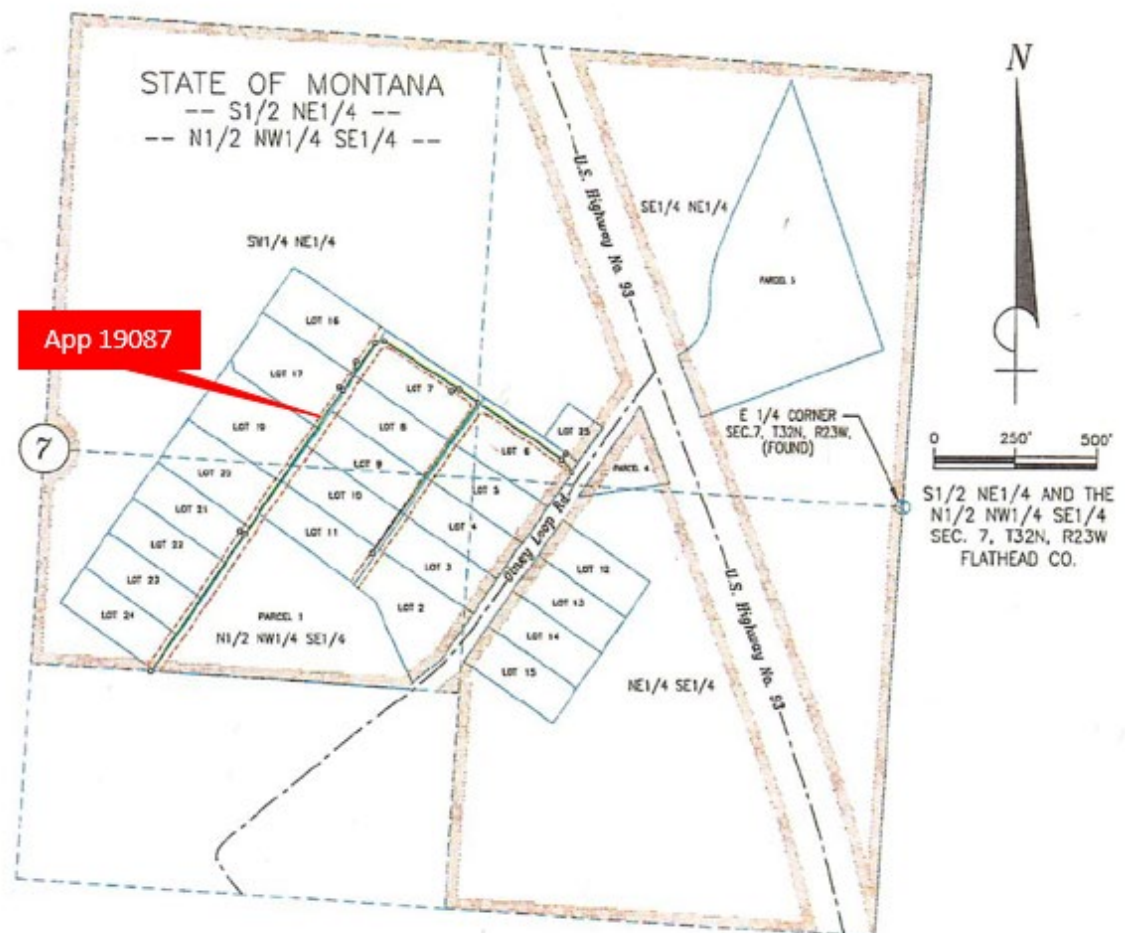 STATE OF MONTANA
-- S1/2 NE1/4 --
-- N1/2 NW1/4 SE1/4 --
N
U.S. Highway No. 93
SE1/4 NE1/4
SW1/4 NE1/4
PARCEL 5
LOT 16
App 19087
LOT 17
LOT 7
LOT 19
LOT 8
LOT 25
E 1/4 CORNER
SEC.7, T32N, R23W,
(FOUND)
0 250' 500'
7
LOT 6
LOT 20
LOT 9
PARCEL 4
LOT 5
LOT 21
LOT 10
S1/2 NE1/4 AND THE
N1/2 NW1/4 SE1/4
SEC. 7, T32N, R23W
FLATHEAD CO.
LOT 4
LOT 11
LOT 22
Olney Loop Rd.
LOT 3
LOT 12
LOT 23
LOT 13
LOT 24
LOT 2
PARCEL 1
N1/2 NW1/4 SE1/4
LOT 14
LOT 15
U.S. Highway No. 93
NE1/4 SE1/4